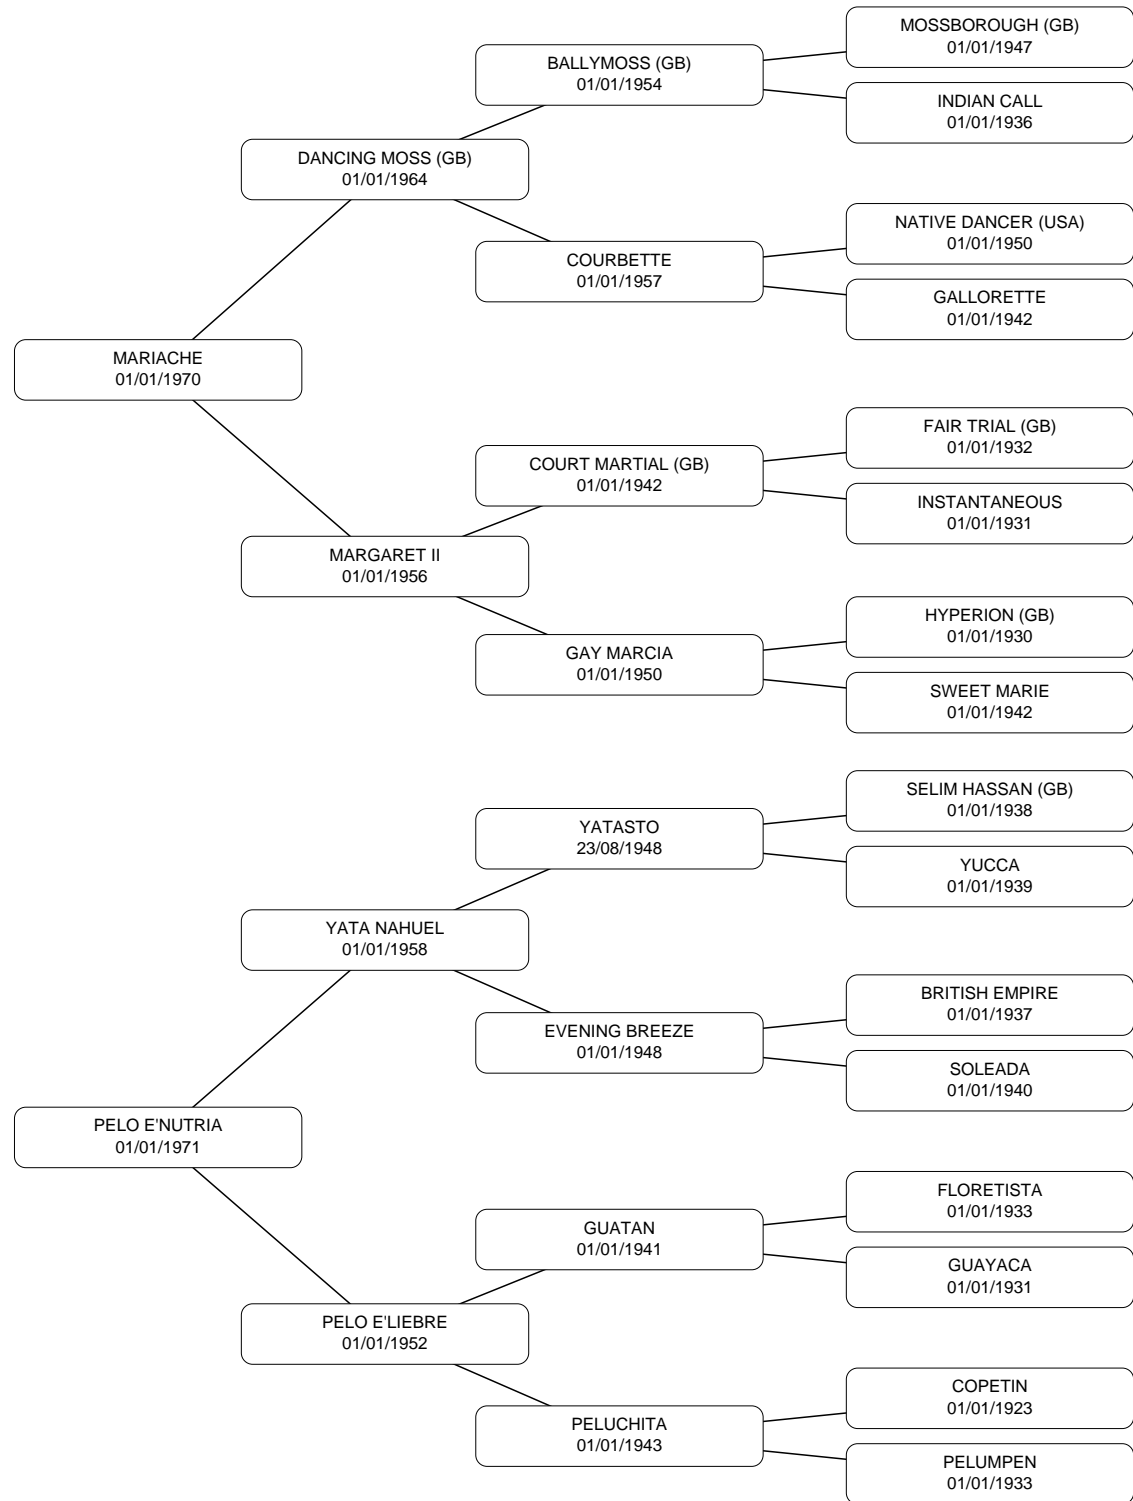 MOSSBOROUGH (GB)
01/01/1947
BALLYMOSS (GB)
01/01/1954
INDIAN CALL
01/01/1936
DANCING MOSS (GB)
01/01/1964
NATIVE DANCER (USA)
01/01/1950
COURBETTE
01/01/1957
GALLORETTE
01/01/1942
MARIACHE
01/01/1970
FAIR TRIAL (GB)
01/01/1932
COURT MARTIAL (GB)
01/01/1942
INSTANTANEOUS
01/01/1931
MARGARET II
01/01/1956
HYPERION (GB)
01/01/1930
GAY MARCIA
01/01/1950
SWEET MARIE
01/01/1942
SELIM HASSAN (GB)
01/01/1938
YATASTO
23/08/1948
YUCCA
01/01/1939
YATA NAHUEL
01/01/1958
BRITISH EMPIRE
01/01/1937
EVENING BREEZE
01/01/1948
SOLEADA
01/01/1940
PELO E'NUTRIA
01/01/1971
FLORETISTA
01/01/1933
GUATAN
01/01/1941
GUAYACA
01/01/1931
PELO E'LIEBRE
01/01/1952
COPETIN
01/01/1923
PELUCHITA
01/01/1943
PELUMPEN
01/01/1933